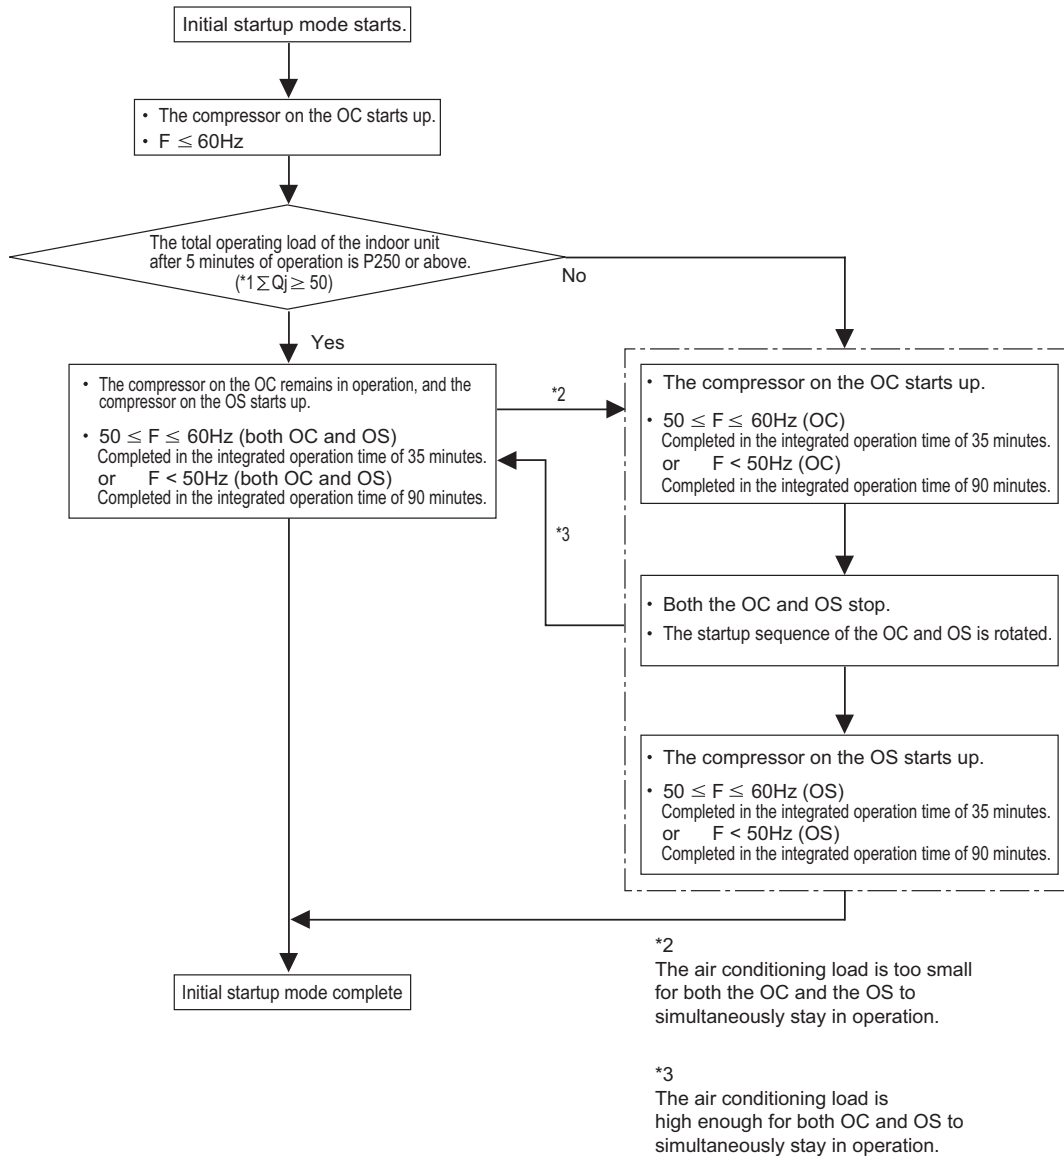 Initial startup mode starts.
• The compressor on the OC starts up.
• F ≤ 60Hz
The total operating load of the indoor unit
after 5 minutes of operation is P250 or above.
(*1 ∑Qj ≥ 50)
No
Yes
• The compressor on the OC remains in operation, and the
compressor on the OS starts up.
• 50 ≤ F ≤ 60Hz (both OC and OS)
Completed in the integrated operation time of 35 minutes.
or F < 50Hz (both OC and OS)
Completed in the integrated operation time of 90 minutes.
*2
*3
• The compressor on the OC starts up.
• 50 ≤ F ≤ 60Hz (OC)
Completed in the integrated operation time of 35 minutes.
or F < 50Hz (OC)
Completed in the integrated operation time of 90 minutes.
• Both the OC and OS stop.
• The startup sequence of the OC and OS is rotated.
• The compressor on the OS starts up.
• 50 ≤ F ≤ 60Hz (OS)
Completed in the integrated operation time of 35 minutes.
or F < 50Hz (OS)
Completed in the integrated operation time of 90 minutes.
Initial startup mode complete
*2
The air conditioning load is too small
for both the OC and the OS to
simultaneously stay in operation.
*3
The air conditioning load is
high enough for both OC and OS to
simultaneously stay in operation.